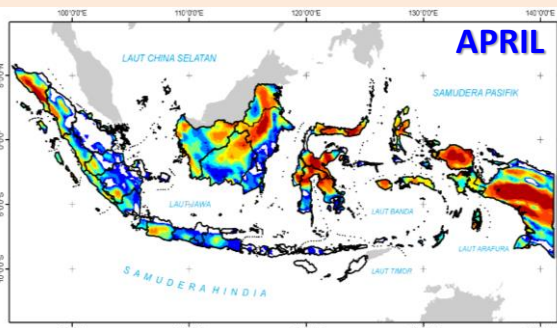 100°0'0"E 110°0'0"E 120°0'0"E 130°0'0"E 140°0'0"E
APRIL
LAUT CHINA SELATAN
SAMUDERA PASIFIK
LAUT JAWA
LAUT BANDA
LAUT ARAFURA
LAUT TIMOR
SAMUDERA HINDIA